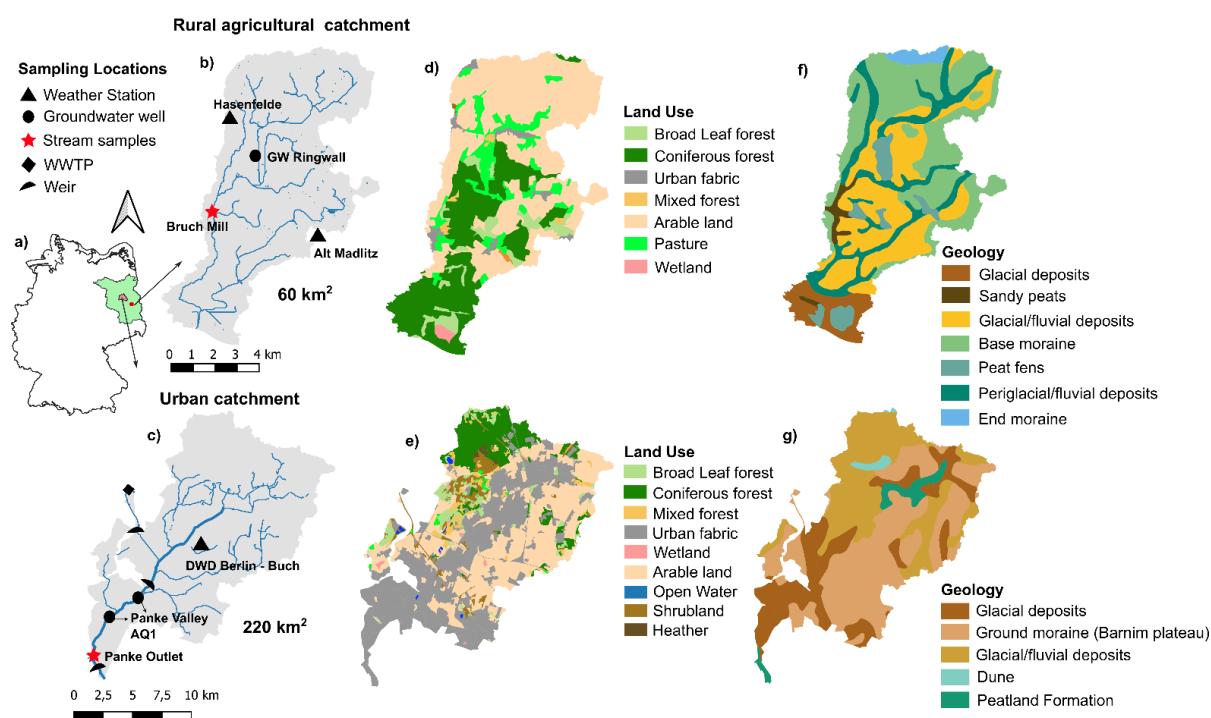 Rural agricultural catchment
Sampling Locations
Weather Station
Groundwater well
Stream samples
WWTP
Weir
a)
b)
Hasenfelde
GW Ringwall
Bruch Mill
Alt Madlitz
60 km²
0 1 2 3 4 km
d)
Land Use
Broad Leaf forest
Coniferous forest
Urban fabric
Mixed forest
Arable land
Pasture
Wetland
f)
Geology
Glacial deposits
Sandy peats
Glacial/fluvial deposits
Base moraine
Peat fens
Periglacial/fluvial deposits
End moraine
Urban catchment
c)
DWD Berlin - Buch
Panke Valley
AQ1
220 km²
Panke Outlet
0 2,5 5 7,5 10 km
e)
Land Use
Broad Leaf forest
Coniferous forest
Mixed forest
Urban fabric
Wetland
Arable land
Open Water
Shrubland
Heather
g)
Geology
Glacial deposits
Ground moraine (Barnim plateau)
Glacial/fluvial deposits
Dune
Peatland Formation